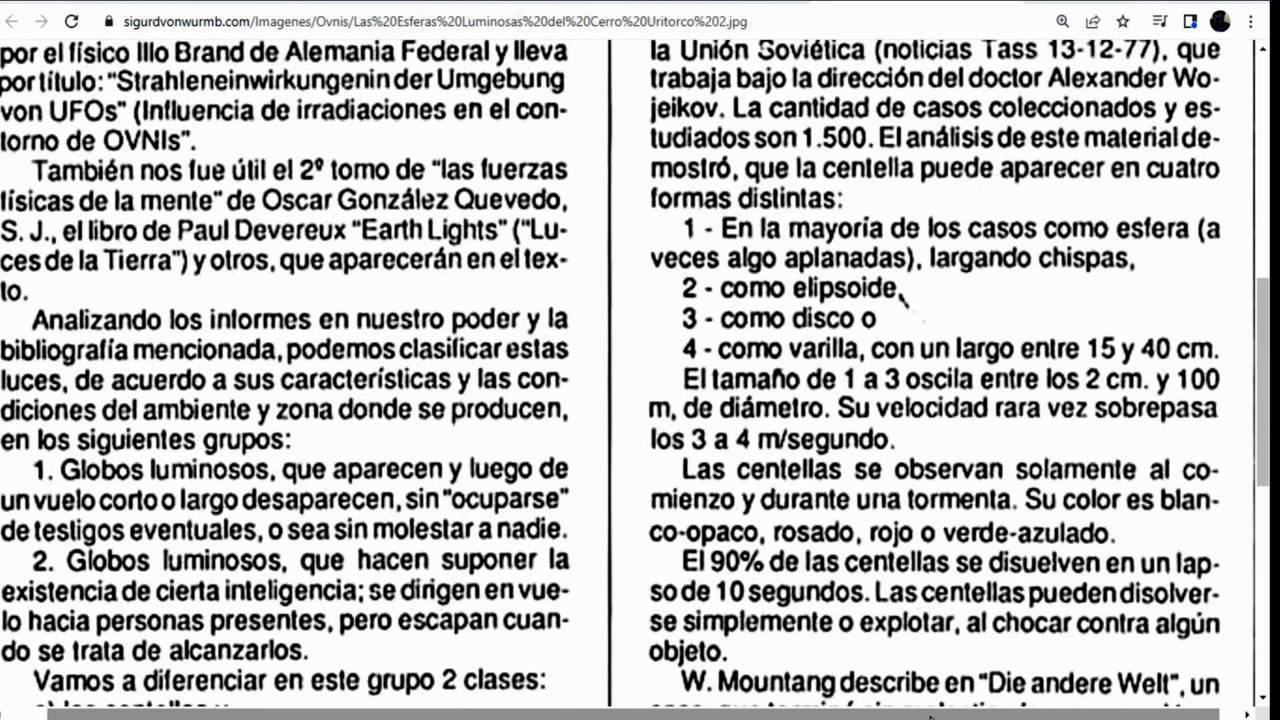 sigurdvonwurmb.com/Imagenes/Ovnis/Las%20Esferas%20Luminosas%20del%20Cerro%20Uritorco%202.jpg
por el físico Illo Brand de Alemania Federal y lleva
por título: "Strahleneinwirkungenin der Umgebung
von UFOs" (Influencia de irradiaciones en el con-
torno de OVNIs".
También nos fue útil el 2º tomo de "las fuerzas
físicas de la mente" de Oscar González Quevedo,
S. J., el libro de Paul Devereux "Earth Lights" ("Lu-
ces de la Tierra") y otros, que aparecerán en el tex-
to.
Analizando los informes en nuestro poder y la
bibliografía mencionada, podemos clasificar estas
luces, de acuerdo a sus características y las con-
diciones del ambiente y zona donde se producen,
en los siguientes grupos:
1. Globos luminosos, que aparecen y luego de
un vuelo corto o largo desaparecen, sin "ocuparse"
de testigos eventuales, o sea sin molestar a nadie.
2. Globos luminosos, que hacen suponer la
existencia de cierta inteligencia; se dirigen en vue-
lo hacia personas presentes, pero escapan cuan-
do se trata de alcanzarlos.
Vamos a diferenciar en este grupo 2 clases:
la Unión Soviética (noticias Tass 13-12-77), que
trabaja bajo la dirección del doctor Alexander Wo-
jeikov. La cantidad de casos coleccionados y es-
tudiados son 1.500. El análisis de este material de-
mostró, que la centella puede aparecer en cuatro
formas distintas:
1 - En la mayoría de los casos como esfera (a
veces algo aplanadas), largando chispas,
2 - como elipsoide,
3 - como disco o
4 - como varilla, con un largo entre 15 y 40 cm.
El tamaño de 1 a 3 oscila entre los 2 cm. y 100
m, de diámetro. Su velocidad rara vez sobrepasa
los 3 a 4 m/segundo.
Las centellas se observan solamente al co-
mienzo y durante una tormenta. Su color es blan-
co-opaco, rosado, rojo o verde-azulado.
El 90% de las centellas se disuelven en un lap-
so de 10 segundos. Las centellas pueden disolver-
se simplemente o explotar, al chocar contra algún
objeto.
W. Mountang describe en "Die andere Welt", un